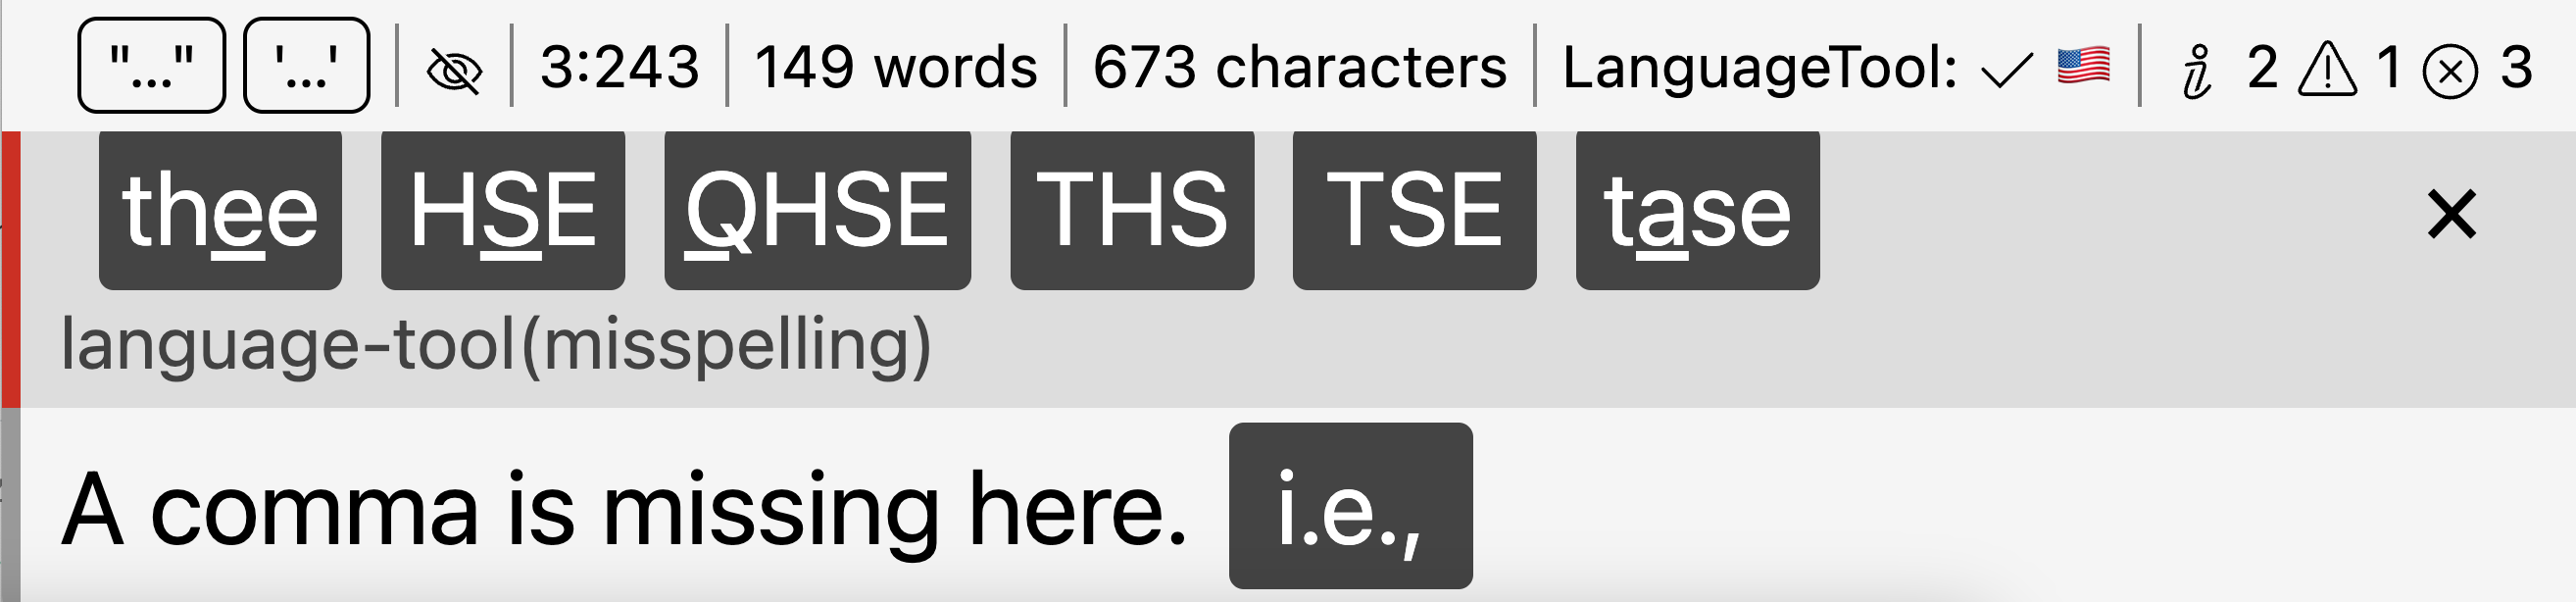 "..." '...' 3:243 149 words 673 characters LanguageTool: 2 1 3
thee HSE QHSE THS TSE tase
language-tool(misspelling)
A comma is missing here. i.e.,